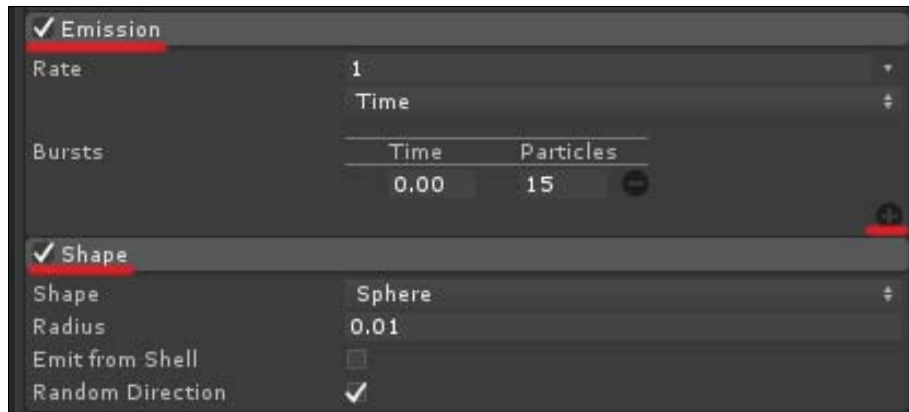 Emission
Rate 1
Time
Bursts Time Particles
0.00 15
Shape
Shape Sphere
Radius 0.01
Emit from Shell
Random Direction